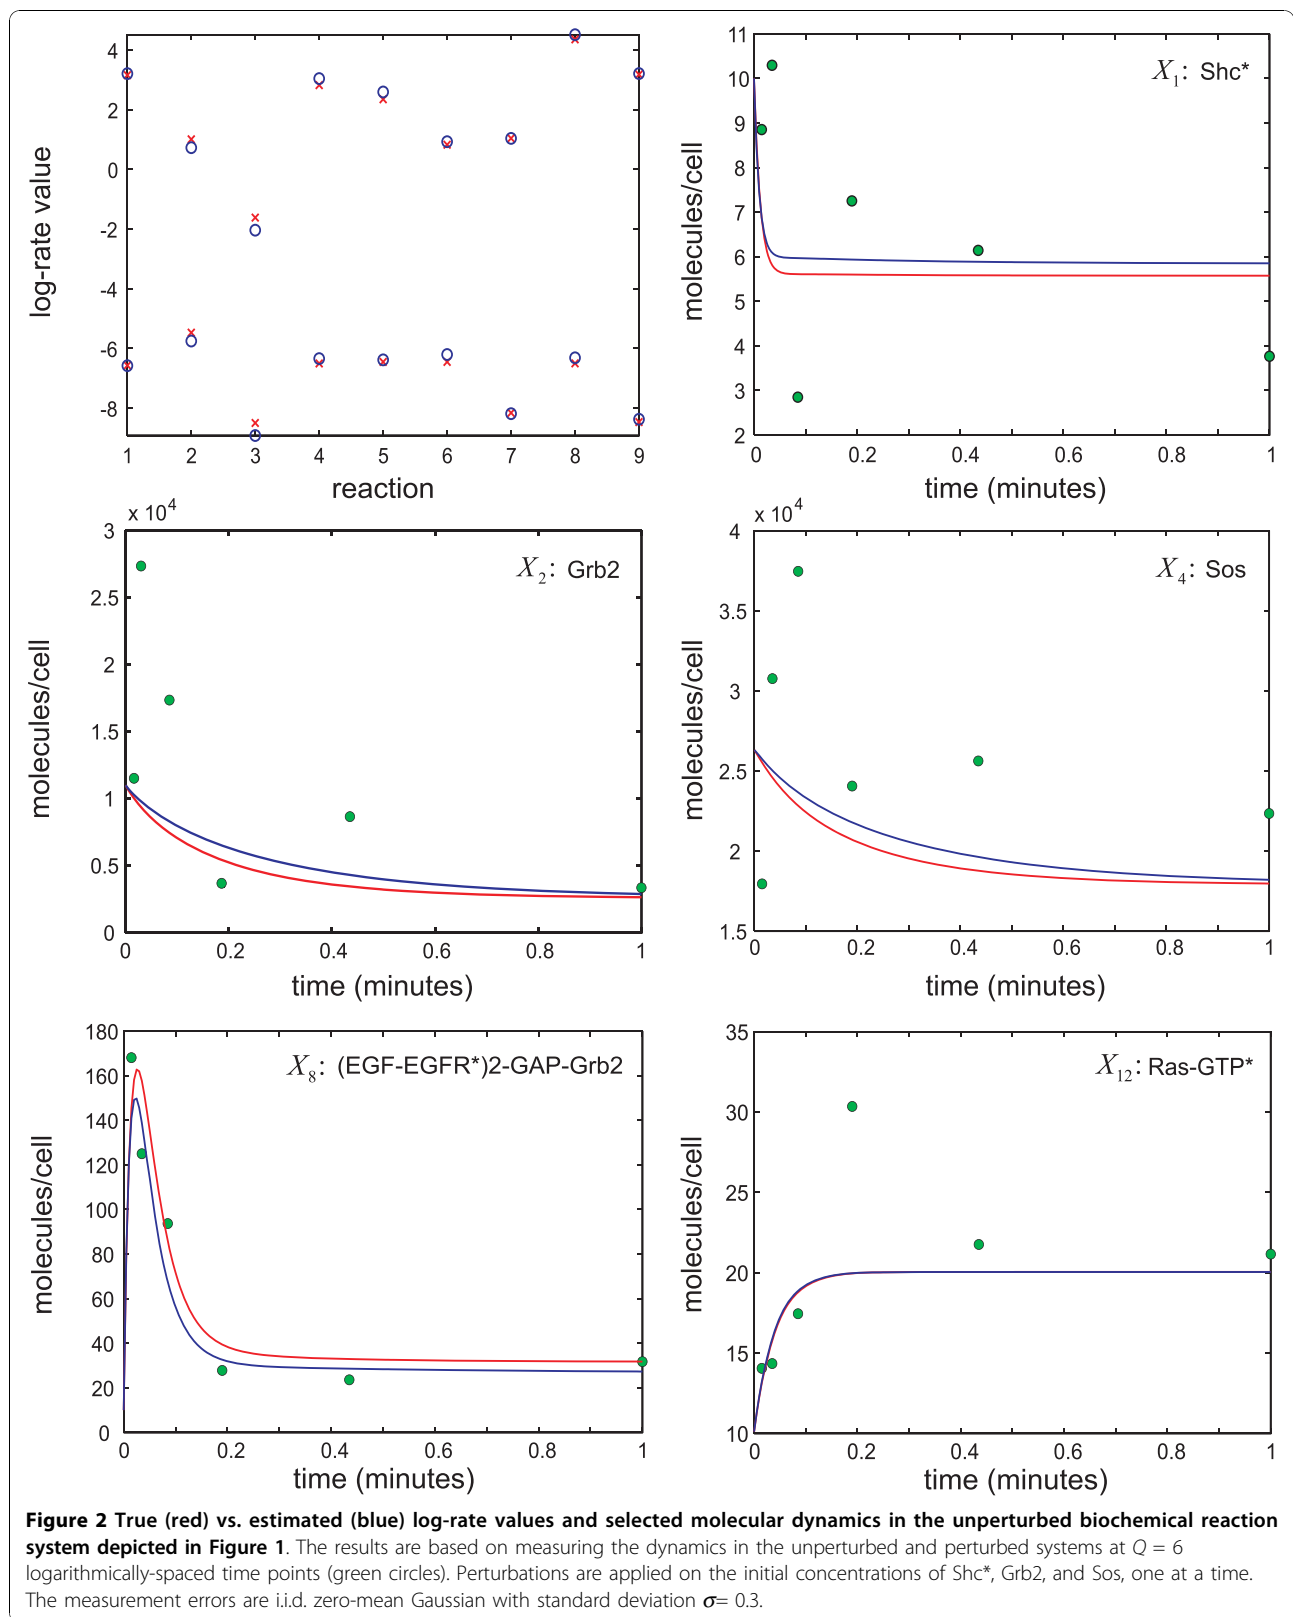 4
2
0
-2
-4
-6
-8
log-rate value
1 2 3 4 5 6 7 8 9
reaction
11
10
9
8
7
6
5
4
3
2
molecules/cell
X1: Shc*
0 0.2 0.4 0.6 0.8 1
time (minutes)
x 10^4
3
2.5
2
1.5
1
0.5
0
molecules/cell
X2: Grb2
0 0.2 0.4 0.6 0.8 1
time (minutes)
x 10^4
4
3.5
3
2.5
2
1.5
molecules/cell
X4: Sos
0 0.2 0.4 0.6 0.8 1
time (minutes)
180
160
140
120
100
80
60
40
20
0
molecules/cell
X8: (EGF-EGFR*)2-GAP-Grb2
0 0.2 0.4 0.6 0.8 1
time (minutes)
35
30
25
20
15
10
molecules/cell
X12: Ras-GTP*
0 0.2 0.4 0.6 0.8 1
time (minutes)
Figure 2 True (red) vs. estimated (blue) log-rate values and selected molecular dynamics in the unperturbed biochemical reaction
system depicted in Figure 1. The results are based on measuring the dynamics in the unperturbed and perturbed systems at Q = 6
logarithmically-spaced time points (green circles). Perturbations are applied on the initial concentrations of Shc*, Grb2, and Sos, one at a time.
The measurement errors are i.i.d. zero-mean Gaussian with standard deviation σ= 0.3.